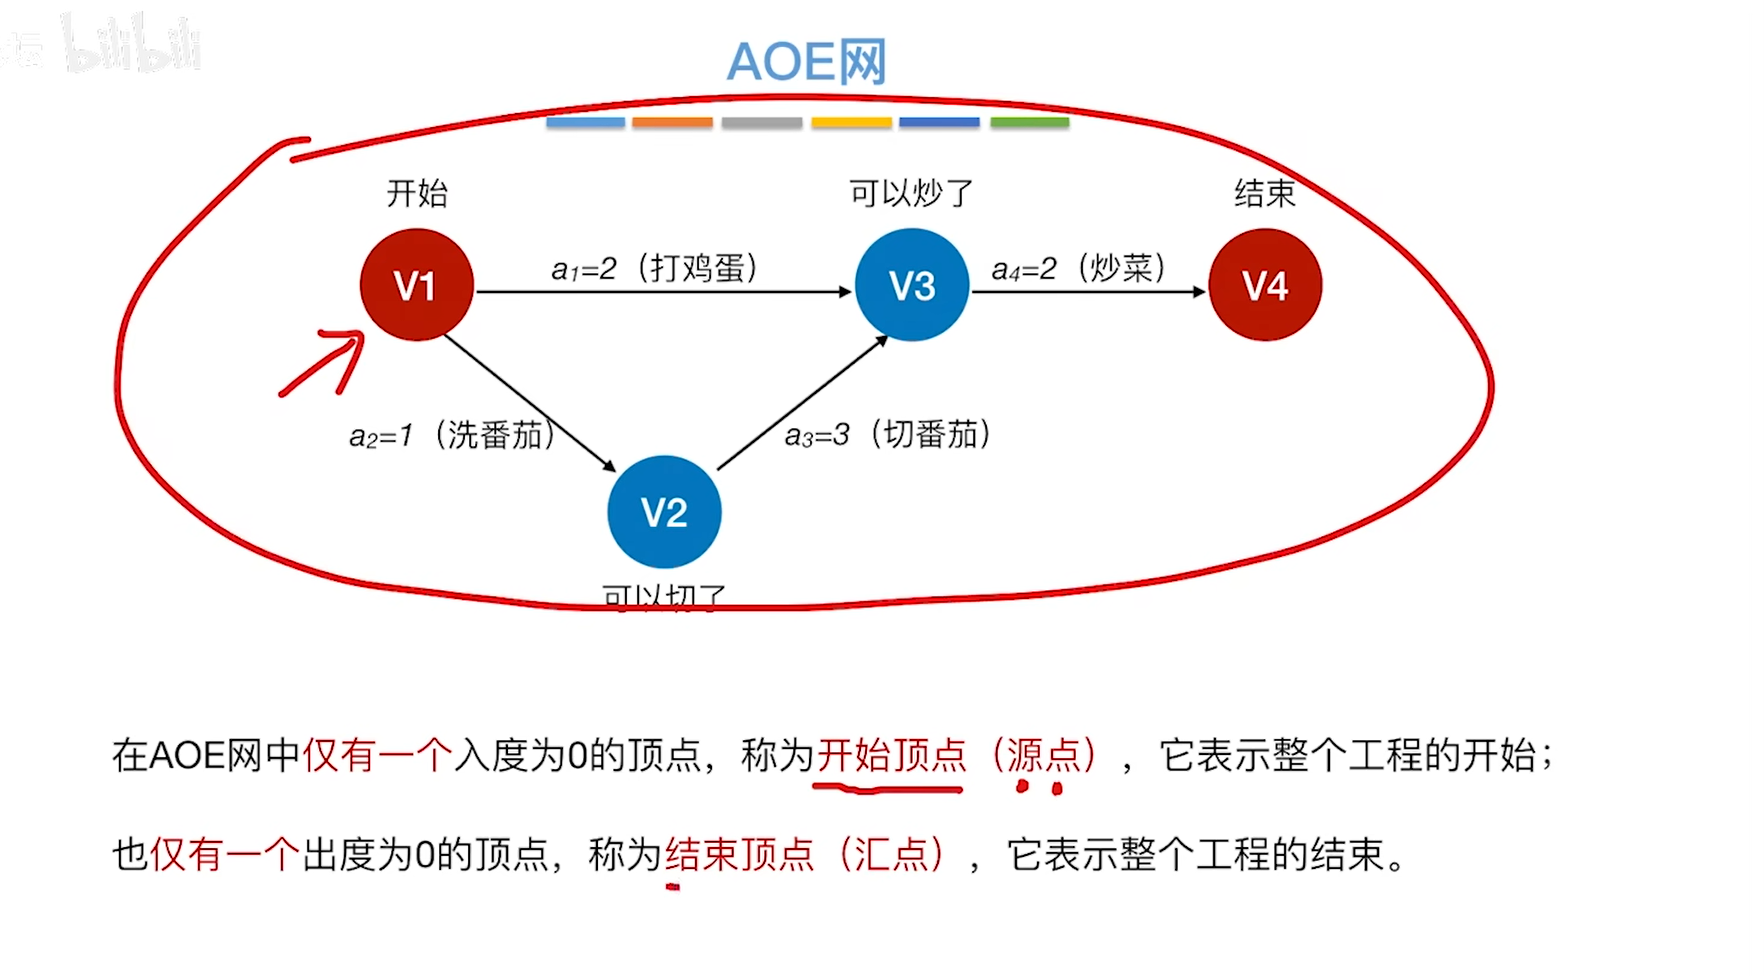 坛 bilibili
AOE网
开始
可以炒了
结束
V1
a₁=2（打鸡蛋）
V3
a₄=2（炒菜）
V4
a₂=1（洗番茄）
a₃=3（切番茄）
V2
可以切了
在AOE网中仅有一个入度为0的顶点，称为开始顶点（源点），它表示整个工程的开始；
也仅有一个出度为0的顶点，称为结束顶点（汇点），它表示整个工程的结束。